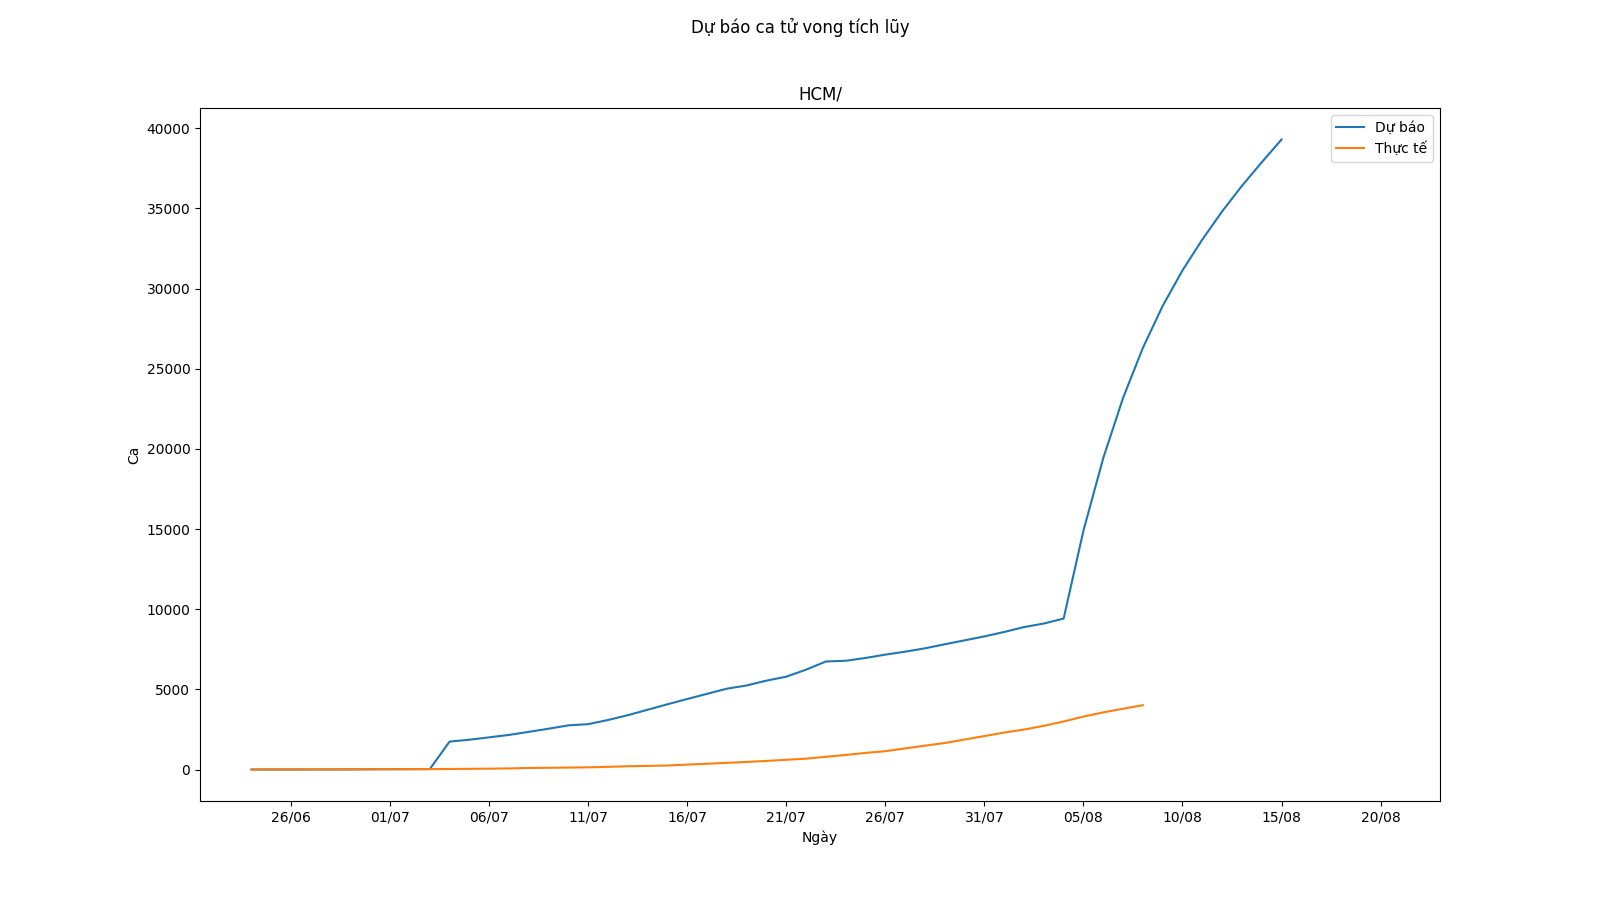 Dự báo ca tử vong tích lũy
HCM/
Dự báo
Thực tế
40000
35000
30000
25000
20000
15000
10000
5000
0
Ca
26/06 01/07 06/07 11/07 16/07 21/07 26/07 31/07 05/08 10/08 15/08 20/08
Ngày